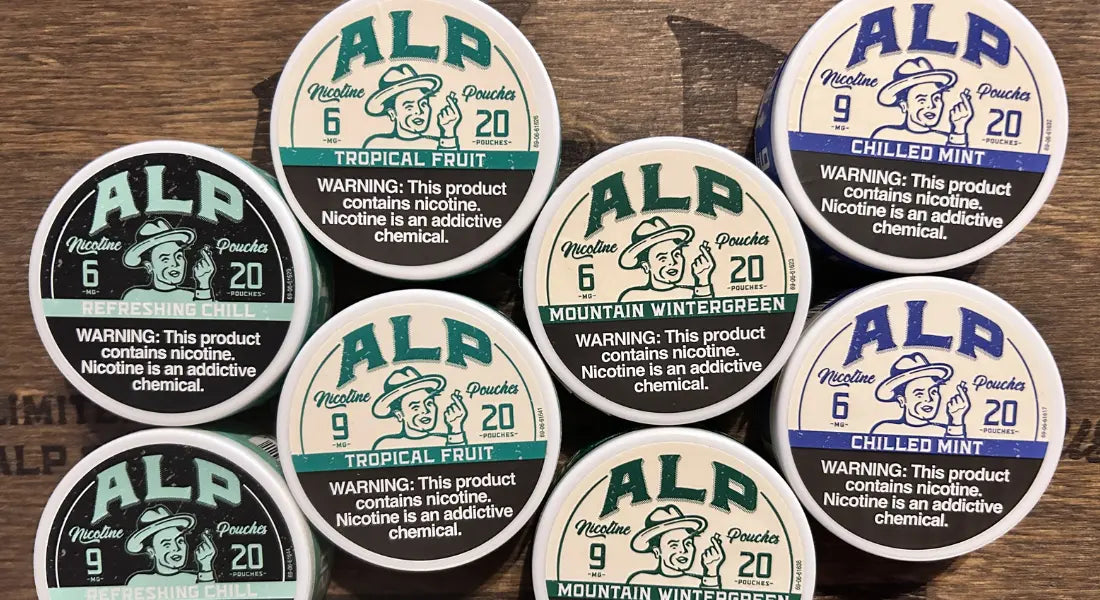 ALP
Nicotine Pouches
6 20
-MG- -POUCHES-
TROPICAL FRUIT
WARNING: This product
contains nicotine.
Nicotine is an addictive
chemical.
ALP
Nicotine Pouches
9 20
-MG- -POUCHES-
CHILLED MINT
WARNING: This product
contains nicotine.
Nicotine is an addictive
chemical.
ALP
Nicotine Pouches
6 20
-MG- -POUCHES-
REFRESHING CHILL
WARNING: This product
contains nicotine.
Nicotine is an addictive
chemical.
ALP
Nicotine Pouches
6 20
-MG- -POUCHES-
MOUNTAIN WINTERGREEN
WARNING: This product
contains nicotine.
Nicotine is an addictive
chemical.
ALP
Nicotine Pouches
9 20
-MG- -POUCHES-
TROPICAL FRUIT
WARNING: This product
contains nicotine.
Nicotine is an addictive
chemical.
ALP
Nicotine Pouches
6 20
-MG- -POUCHES-
CHILLED MINT
WARNING: This product
contains nicotine.
Nicotine is an addictive
chemical.
ALP
Nicotine Pouches
9 20
-MG- -POUCHES-
REFRESHING CHILL
ALP
Nicotine Pouches
9 20
-MG- -POUCHES-
MOUNTAIN WINTERGREEN
ALP